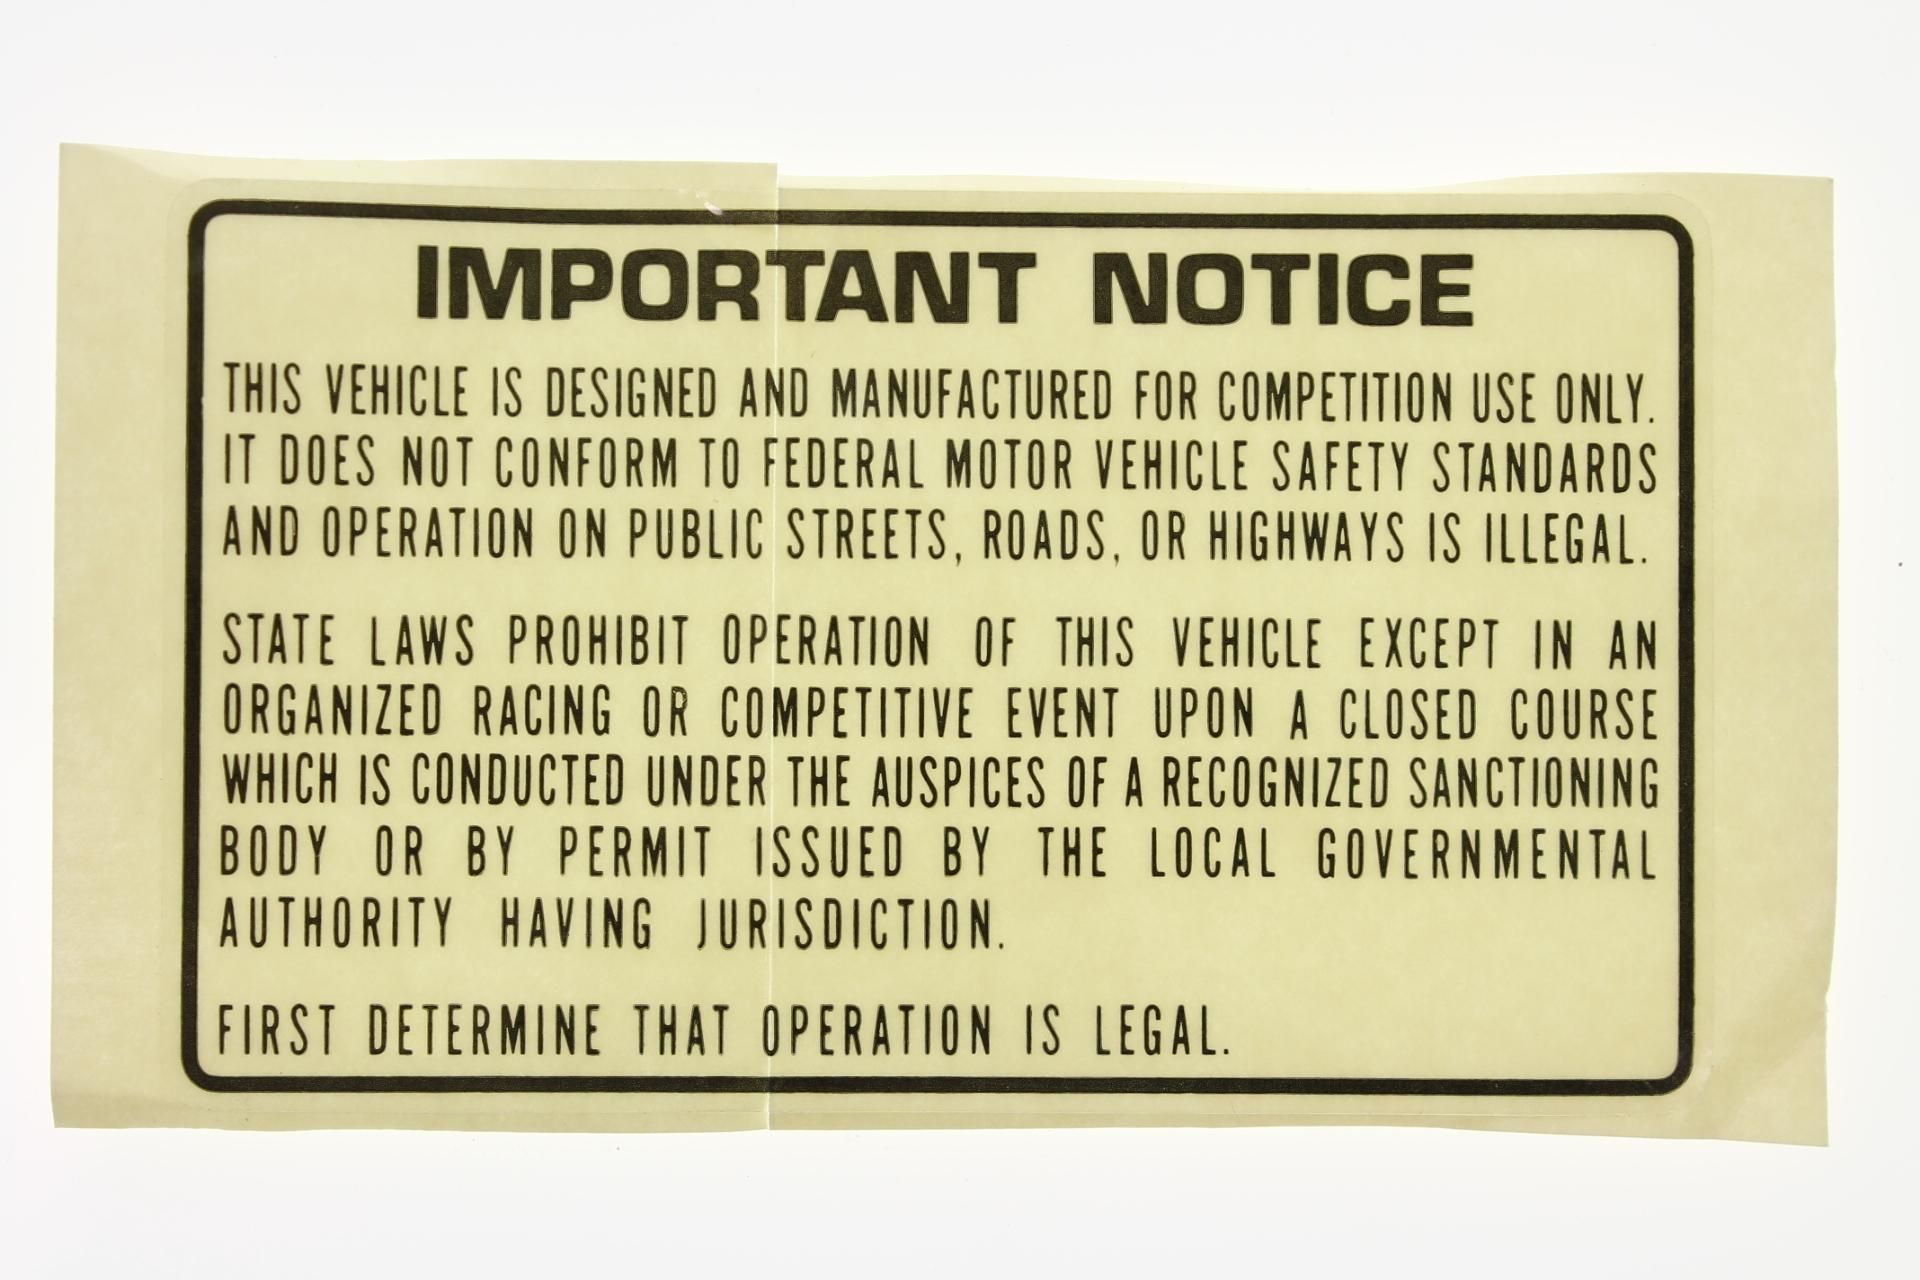 IMPORTANT NOTICE
THIS VEHICLE IS DESIGNED AND MANUFACTURED FOR COMPETITION USE ONLY.
IT DOES NOT CONFORM TO FEDERAL MOTOR VEHICLE SAFETY STANDARDS
AND OPERATION ON PUBLIC STREETS, ROADS, OR HIGHWAYS IS ILLEGAL.
STATE LAWS PROHIBIT OPERATION OF THIS VEHICLE EXCEPT IN AN
ORGANIZED RACING OR COMPETITIVE EVENT UPON A CLOSED COURSE
WHICH IS CONDUCTED UNDER THE AUSPICES OF A RECOGNIZED SANCTIONING
BODY OR BY PERMIT ISSUED BY THE LOCAL GOVERNMENTAL
AUTHORITY HAVING JURISDICTION.
FIRST DETERMINE THAT OPERATION IS LEGAL.